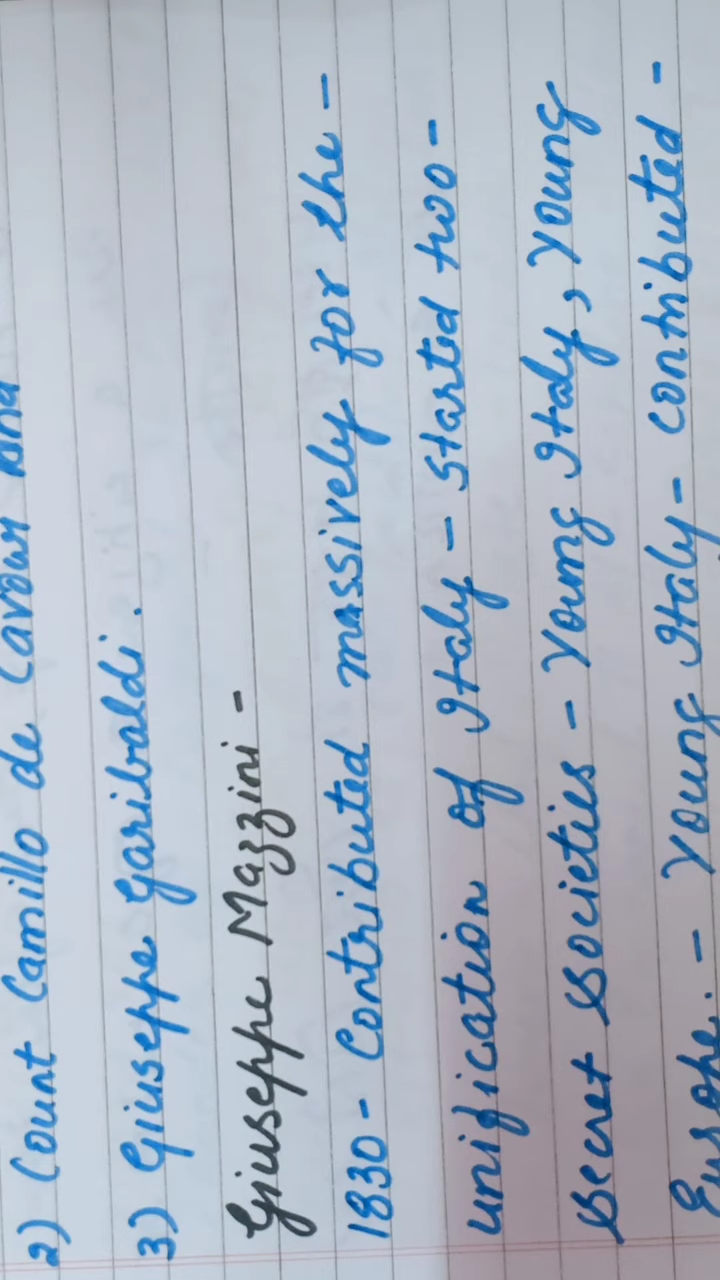 2) Count Camillo de Cavour and
3) Giuseppe Garibaldi.
Giuseppe Mazzini -
1830 - Contributed massively for the -
unification of Italy - started two -
secret societies - Young Italy, Young
Europe. - Young Italy - contributed -